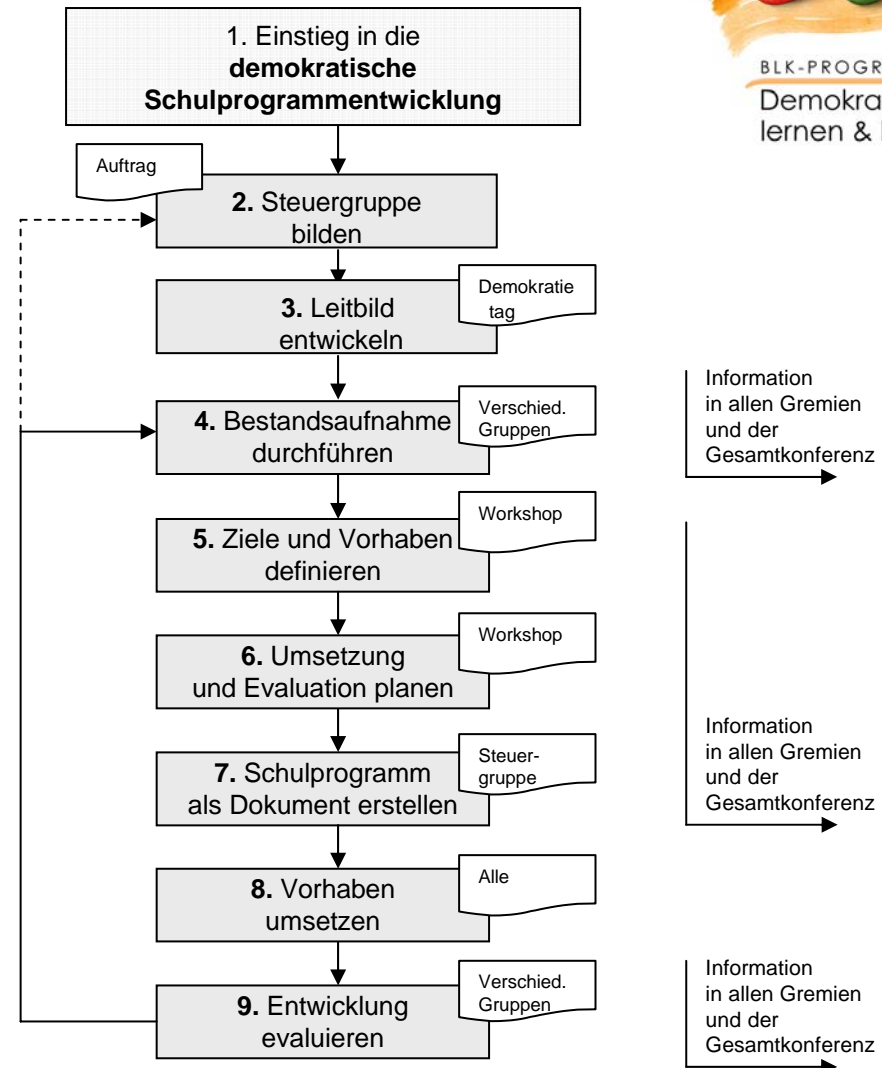 1. Einstieg in die
demokratische
Schulprogrammentwicklung
BLK-PROGR
Demokra
lernen &
Auftrag
2. Steuergruppe
bilden
3. Leitbild
entwickeln
Demokratie
tag
4. Bestandsaufnahme
durchführen
Verschied.
Gruppen
Information
in allen Gremien
und der
Gesamtkonferenz
5. Ziele und Vorhaben
definieren
Workshop
6. Umsetzung
und Evaluation planen
Workshop
7. Schulprogramm
als Dokument erstellen
Steuer-
gruppe
Information
in allen Gremien
und der
Gesamtkonferenz
8. Vorhaben
umsetzen
Alle
9. Entwicklung
evaluieren
Verschied.
Gruppen
Information
in allen Gremien
und der
Gesamtkonferenz